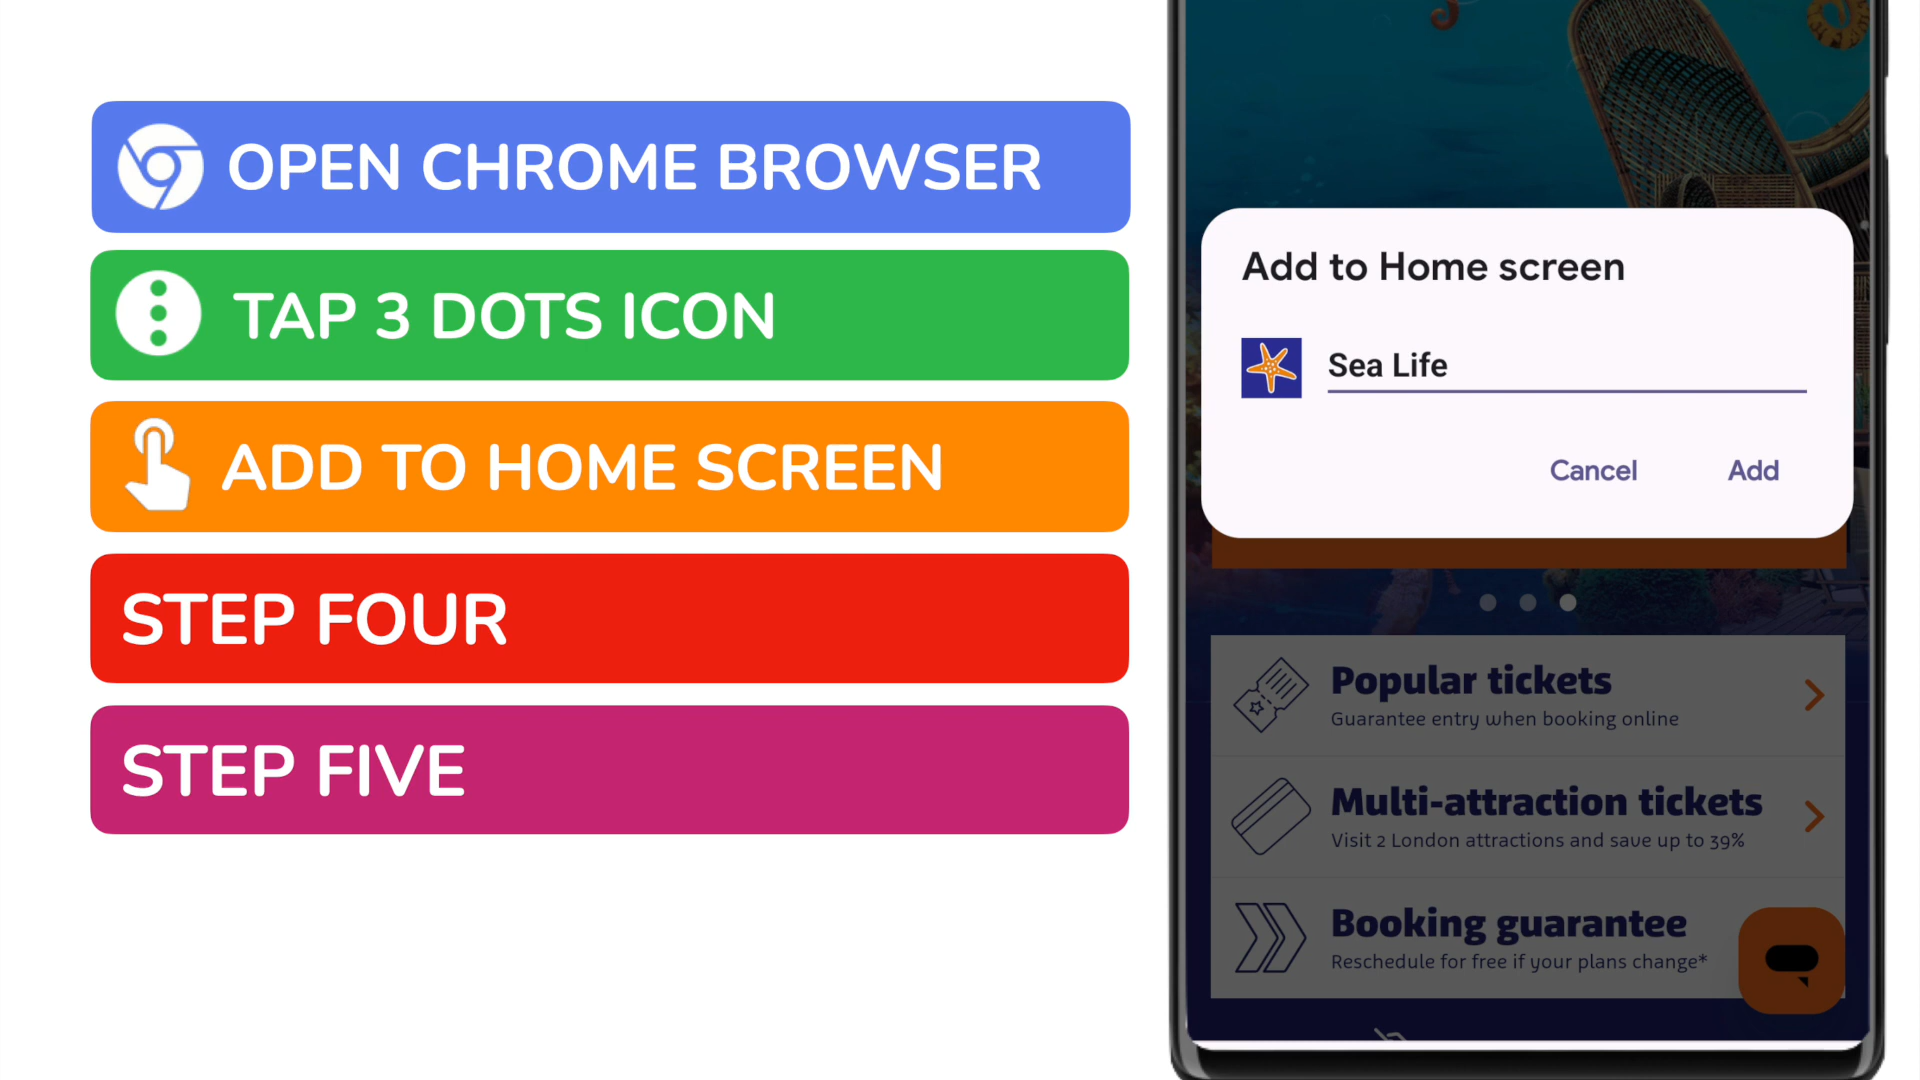 OPEN CHROME BROWSER
TAP 3 DOTS ICON
ADD TO HOME SCREEN
STEP FOUR
STEP FIVE
Add to Home screen
Sea Life
Cancel Add
Popular tickets
Guarantee entry when booking online
Multi-attraction tickets
Visit 2 London attractions and save up to 39%
Booking guarantee
Reschedule for free if your plans change*